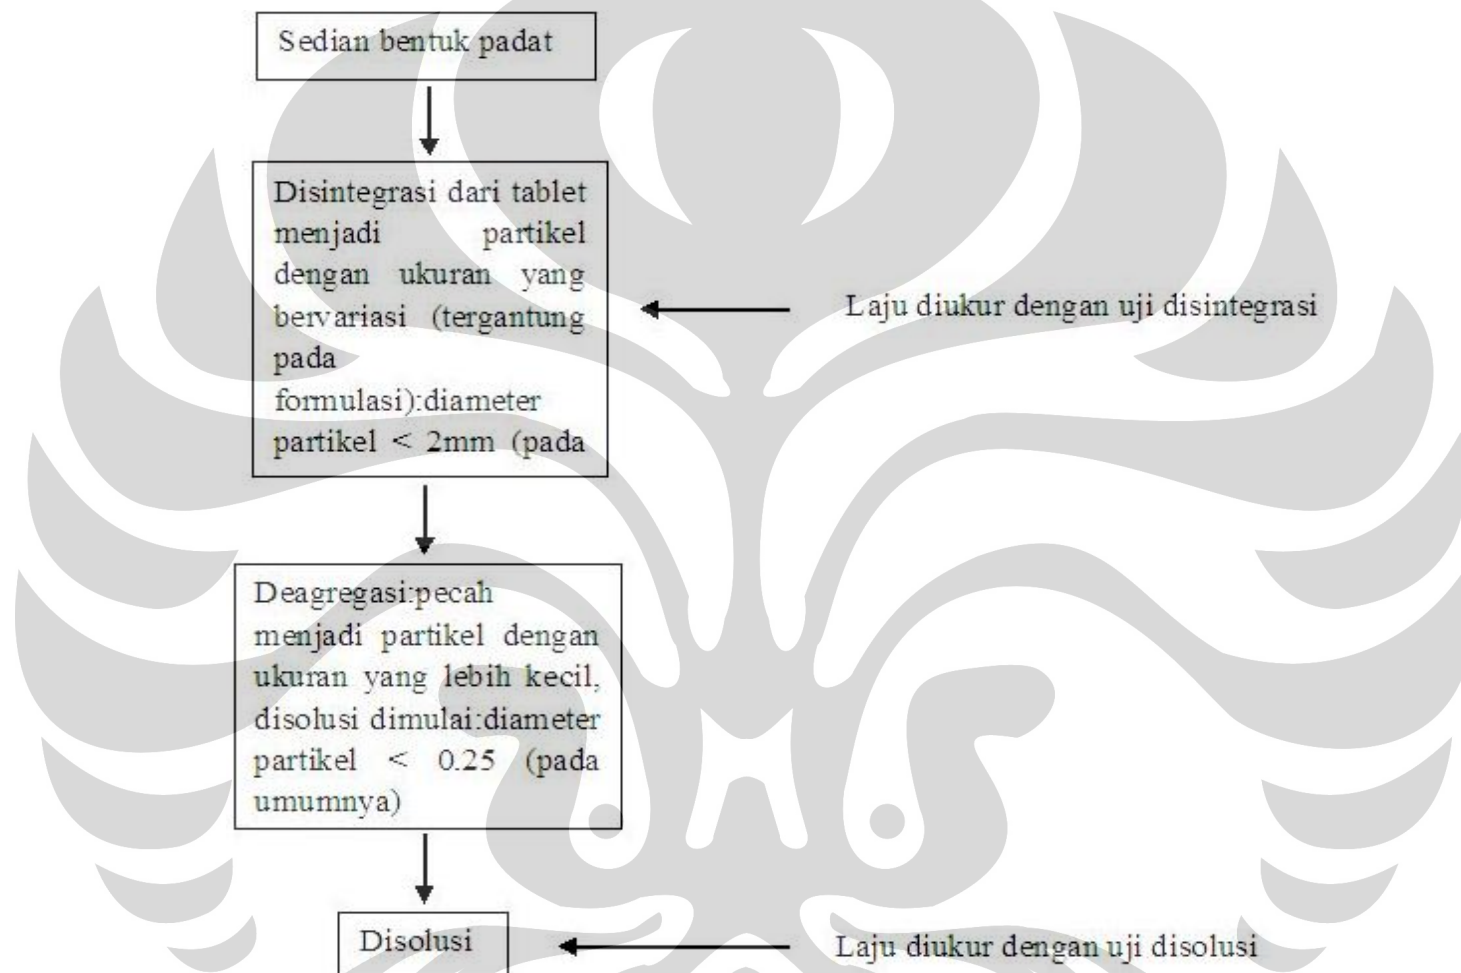 Sedian bentuk padat
Disintegrasi dari tablet
menjadi partikel
dengan ukuran yang
bervariasi (tergantung
pada
formulasi):diameter
partikel < 2mm (pada
Laju diukur dengan uji disintegrasi
Deagregasi:pecah
menjadi partikel dengan
ukuran yang lebih kecil,
disolusi dimulai:diameter
partikel < 0.25 (pada
umumnya)
Disolusi
Laju diukur dengan uji disolusi